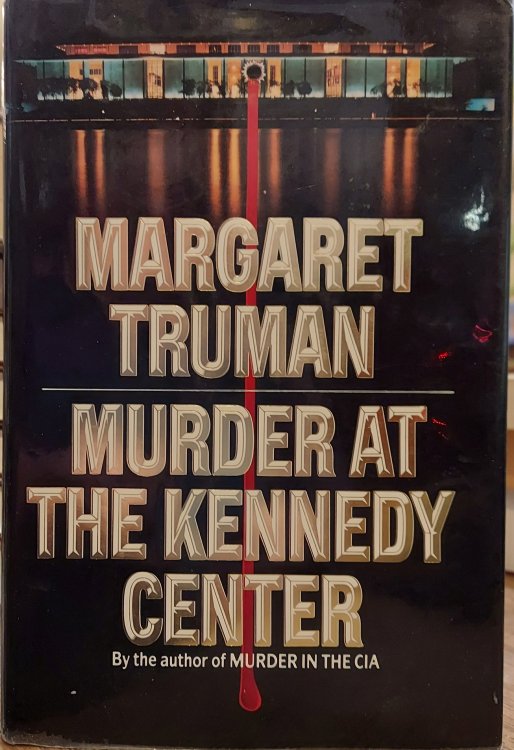 MARGARET
TRUMAN
MURDER AT
THE KENNEDY
CENTER
By the author of MURDER IN THE CIA